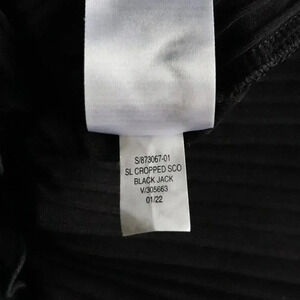 S/873067-01
SL CROPPED SCO
BLACK JACK
V/305663
01/22